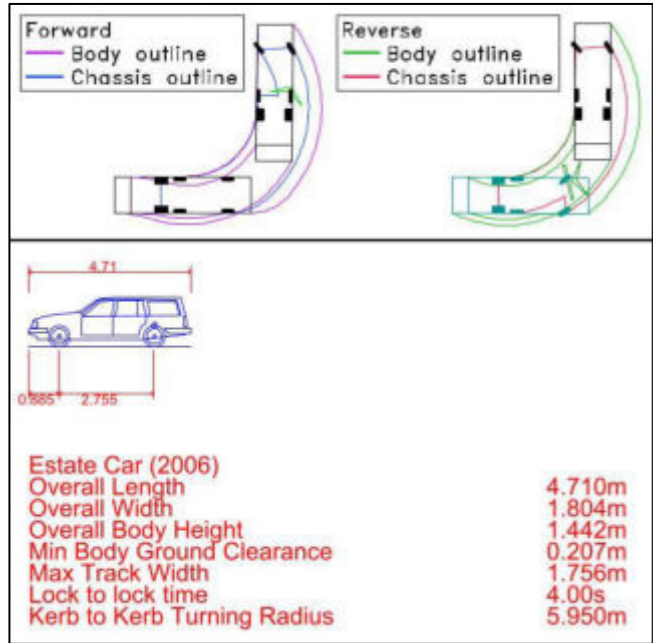 Forward
Body outline
Chassis outline
Reverse
Body outline
Chassis outline
4.71
0.885
2.755
Estate Car (2006)
Overall Length 4.710m
Overall Width 1.804m
Overall Body Height 1.442m
Min Body Ground Clearance 0.207m
Max Track Width 1.756m
Lock to lock time 4.00s
Kerb to Kerb Turning Radius 5.950m